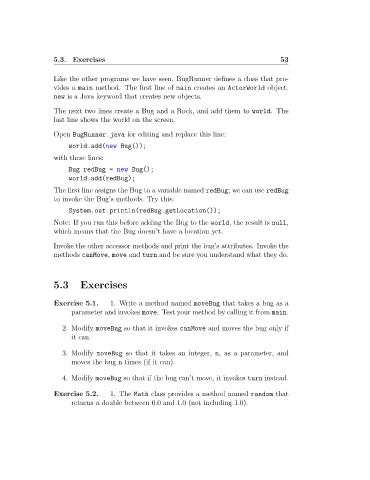 5.3. Exercises 53
Like the other programs we have seen, BugRunner defines a class that pro-
vides a main method. The first line of main creates an ActorWorld object.
new is a Java keyword that creates new objects.
The next two lines create a Bug and a Rock, and add them to world. The
last line shows the world on the screen.
Open BugRunner.java for editing and replace this line:
world.add(new Bug());
with these lines:
Bug redBug = new Bug();
world.add(redBug);
The first line assigns the Bug to a variable named redBug; we can use redBug
to invoke the Bug's methods. Try this:
System.out.println(redBug.getLocation());
Note: If you run this before adding the Bug to the world, the result is null,
which means that the Bug doesn't have a location yet.
Invoke the other accessor methods and print the bug's attributes. Invoke the
methods canMove, move and turn and be sure you understand what they do.
5.3 Exercises
Exercise 5.1. 1. Write a method named moveBug that takes a bug as a
parameter and invokes move. Test your method by calling it from main.
2. Modify moveBug so that it invokes canMove and moves the bug only if
it can.
3. Modify moveBug so that it takes an integer, n, as a parameter, and
moves the bug n times (if it can).
4. Modify moveBug so that if the bug can't move, it invokes turn instead.
Exercise 5.2. 1. The Math class provides a method named random that
returns a double between 0.0 and 1.0 (not including 1.0).